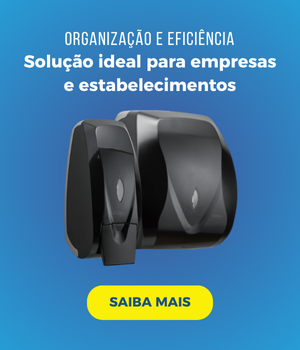 ORGANIZAÇÃO E EFICIÊNCIA
Solução ideal para empresas
e estabelecimentos
SAIBA MAIS